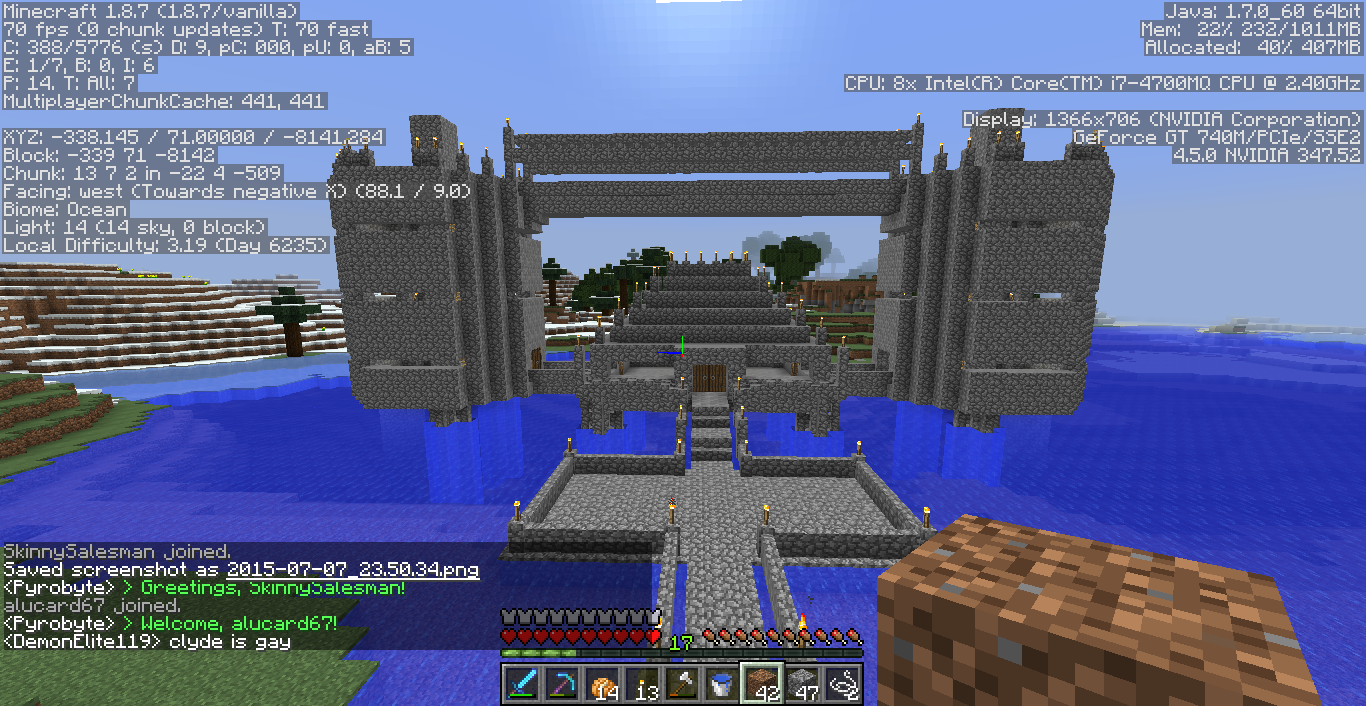 Minecraft 1.8.7 (1.8.7/vanilla)
70 fps (0 chunk updates) T: 70 fast
C: 388/5776 (s) D: 9, pC: 000, pU: 0, aB: 5
E: 1/7, B: 0, I: 6
P: 14. T: All: 7
MultiplayerChunkCache: 441, 441
XYZ: -338.145 / 71.00000 / -8141.284
Block: -339 71 -8142
Chunk: 13 7 2 in -22 4 -509
Facing: west (Towards negative X) (88.1 / 9.0)
Biome: Ocean
Light: 14 (14 sky, 0 block)
Local Difficulty: 3.19 (Day 6235)
Java: 1.7.0_60 64bit
Mem: 22% 232/1011MB
Allocated: 40% 407MB
CPU: 8x Intel(R) Core(TM) i7-4700MQ CPU @ 2.40GHz
Display: 1366x706 (NVIDIA Corporation)
GeForce GT 740M/PCIe/SSE2
4.5.0 NVIDIA 347.52
SkinnySalesman joined.
Saved screenshot as 2015-07-07_23.50.34.png
<Pyrobyte> > Greetings, SkinnySalesman!
alucard67 joined.
<Pyrobyte> > Welcome, alucard67!
<DemonElite119> clyde is gay
17
14 13 42 47 2